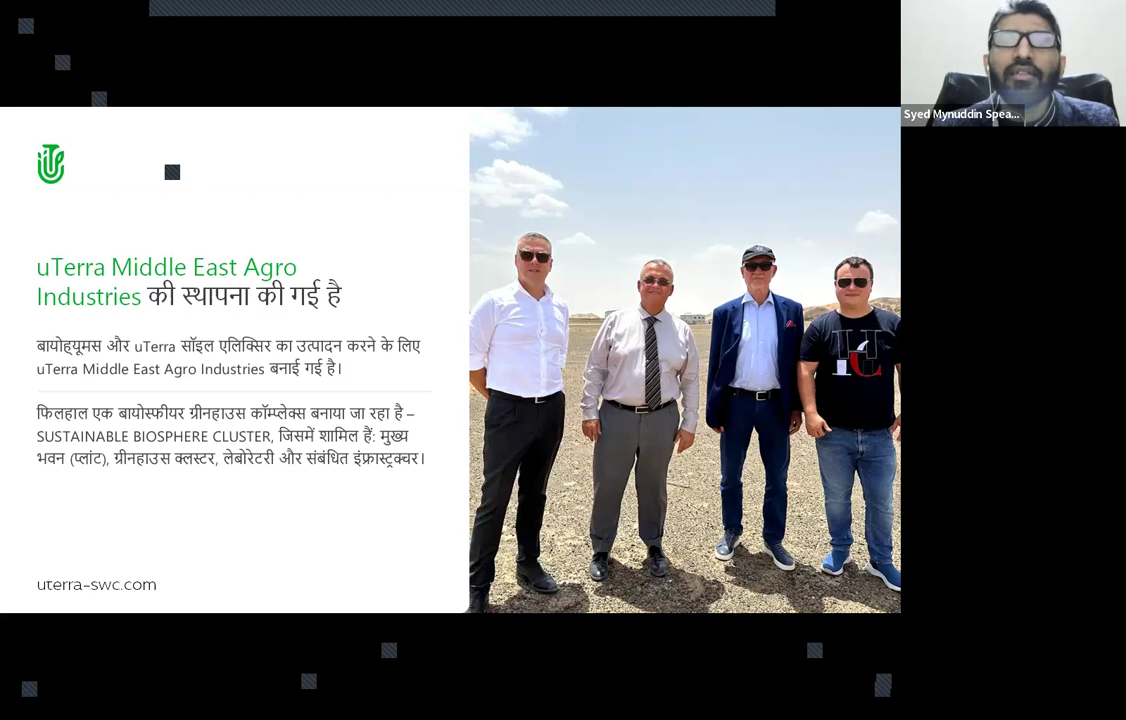 Syed Mynuddin Spea...
uTerra Middle East Agro
Industries की स्थापना की गई है
बायोह्यूमस और uTerra सॉइल एलिक्सिर का उत्पादन करने के लिए
uTerra Middle East Agro Industries बनाई गई है।
फिलहाल एक बायोस्फीयर ग्रीनहाउस कॉम्प्लेक्स बनाया जा रहा है –
SUSTAINABLE BIOSPHERE CLUSTER, जिसमें शामिल हैं: मुख्य
भवन (प्लांट), ग्रीनहाउस क्लस्टर, लेबोरेटरी और संबंधित इंफ्रास्ट्रक्चर।
uterra-swc.com